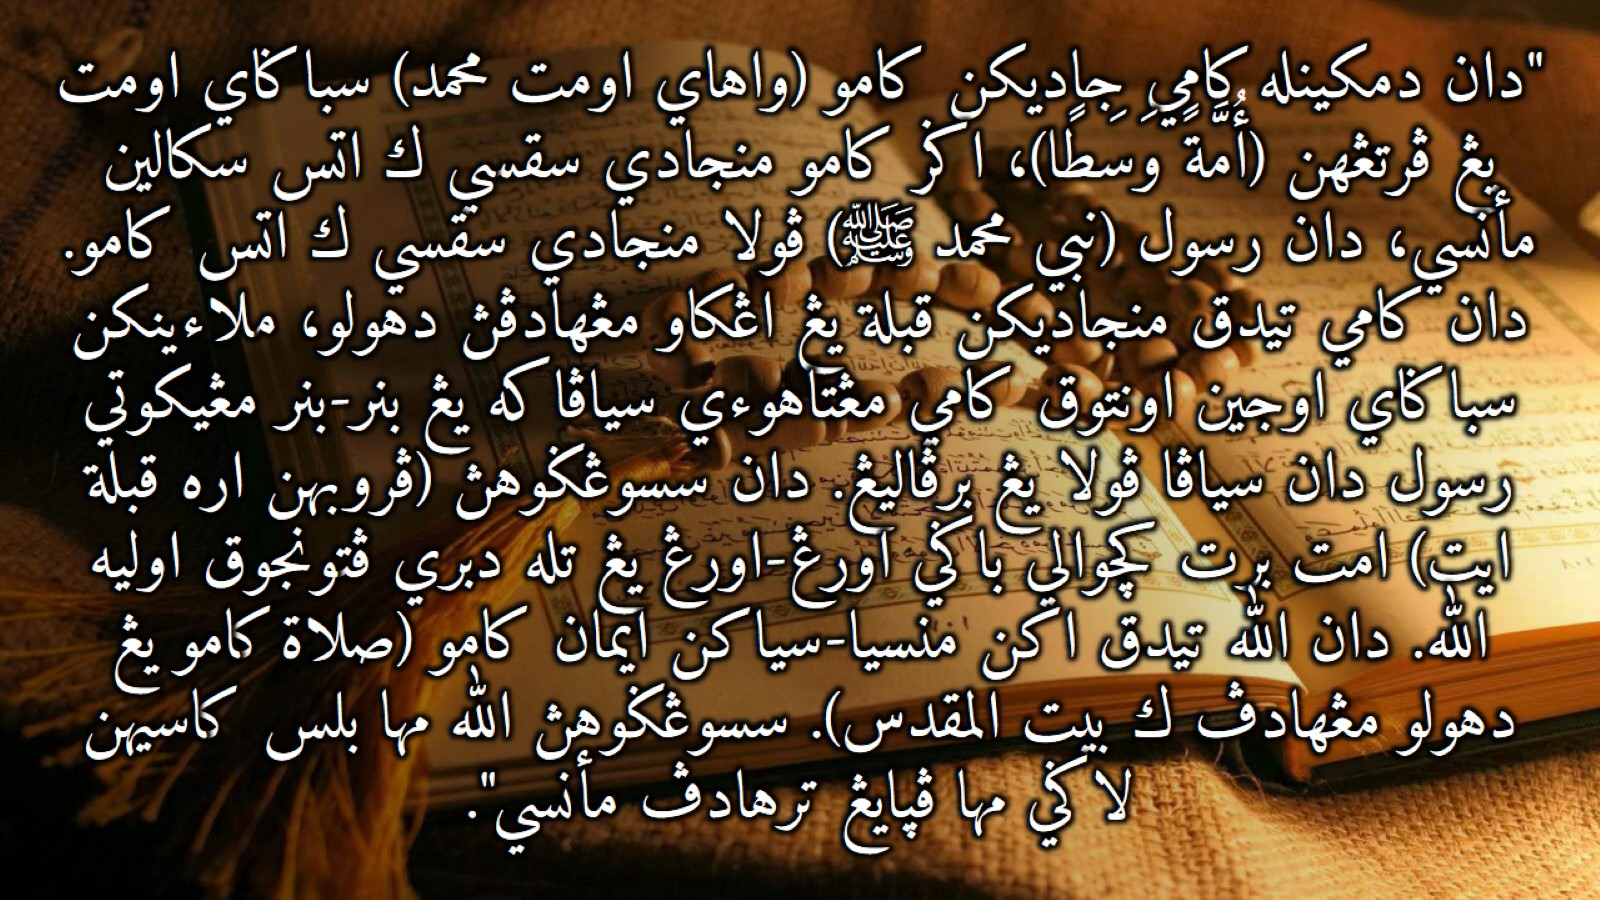 "دان دمكينله كامي جاديكن كامو (واهاي اومت محمد) سباݢاي اومت
يڠ ڤرتڠهن (أُمَّةً وَسَطًا)، اݢر كامو منجادي سقسي ك اتس سكالين
مأنسي، دان رسول (نبي محمد ﷺ) ڤولا منجادي سقسي ك اتس كامو.
دان كامي تيدق منجاديكن قبلة يڠ اڠكاو مڠهادڤڽ دهولو، ملاءينكن
سباݢاي اوجين اونتوق كامي مڠتاهوءي سياڤاكه يڠ بنر-بنر مڠيكوتي
رسول دان سياڤا ڤولا يڠ برڤاليڠ. دان سسوڠݢوهڽ (ڤروبهن اره قبلة
ايت) امت برت كچوالي باݢي اورڠ-اورڠ يڠ تله دبري ڤتونجوق اوليه
الله. دان الله تيدق اكن منسيا-سياكن ايمان كامو (صلاة كامو يڠ
دهولو مڠهادڤ ك بيت المقدس). سسوڠݢوهڽ الله مها بلس كاسيهن
لاݢي مها ڤڽايڠ ترهادڤ مأنسي".